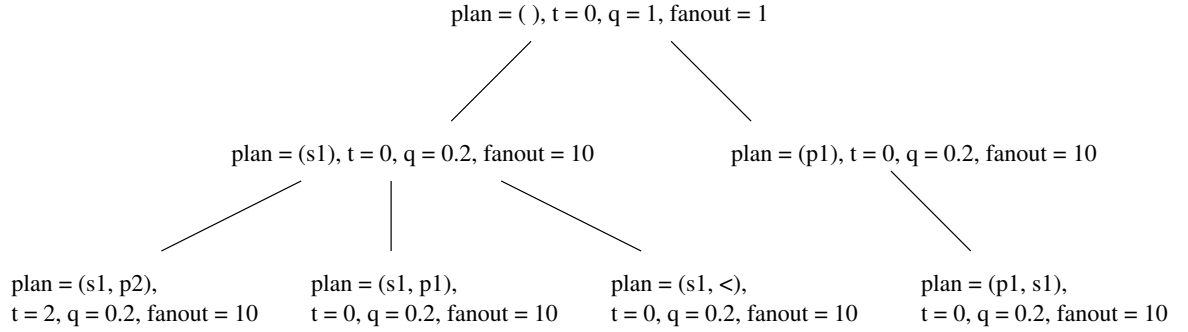 plan = ( ), t = 0, q = 1, fanout = 1
plan = (s1), t = 0, q = 0.2, fanout = 10
plan = (p1), t = 0, q = 0.2, fanout = 10
plan = (s1, p2),
t = 2, q = 0.2, fanout = 10
plan = (s1, p1),
t = 0, q = 0.2, fanout = 10
plan = (s1, <),
t = 0, q = 0.2, fanout = 10
plan = (p1, s1),
t = 0, q = 0.2, fanout = 10